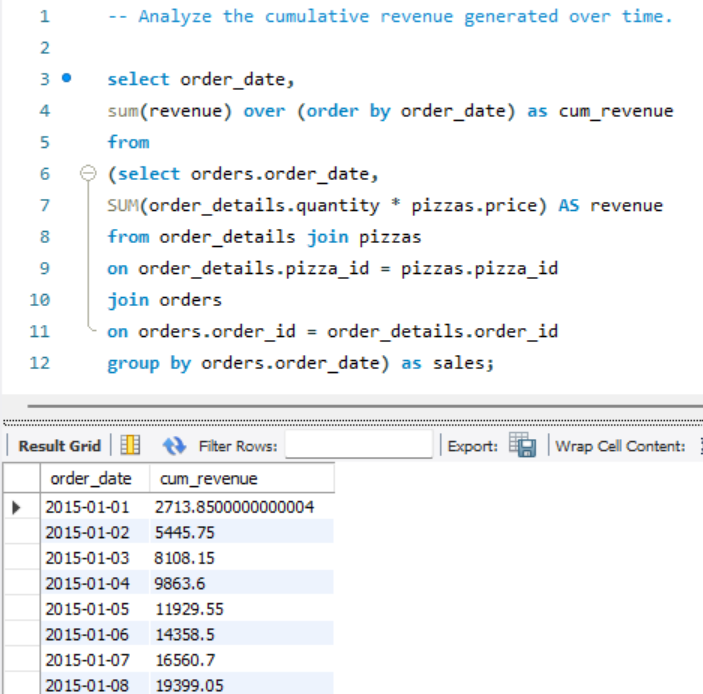 1 -- Analyze the cumulative revenue generated over time.
2
3 select order_date,
4 sum(revenue) over (order by order_date) as cum_revenue
5 from
6 (select orders.order_date,
7 SUM(order_details.quantity * pizzas.price) AS revenue
8 from order_details join pizzas
9 on order_details.pizza_id = pizzas.pizza_id
10 join orders
11 on orders.order_id = order_details.order_id
12 group by orders.order_date) as sales;
Result Grid Filter Rows: Export: Wrap Cell Content:
order_date cum_revenue
2015-01-01 2713.8500000000004
2015-01-02 5445.75
2015-01-03 8108.15
2015-01-04 9863.6
2015-01-05 11929.55
2015-01-06 14358.5
2015-01-07 16560.7
2015-01-08 19399.05